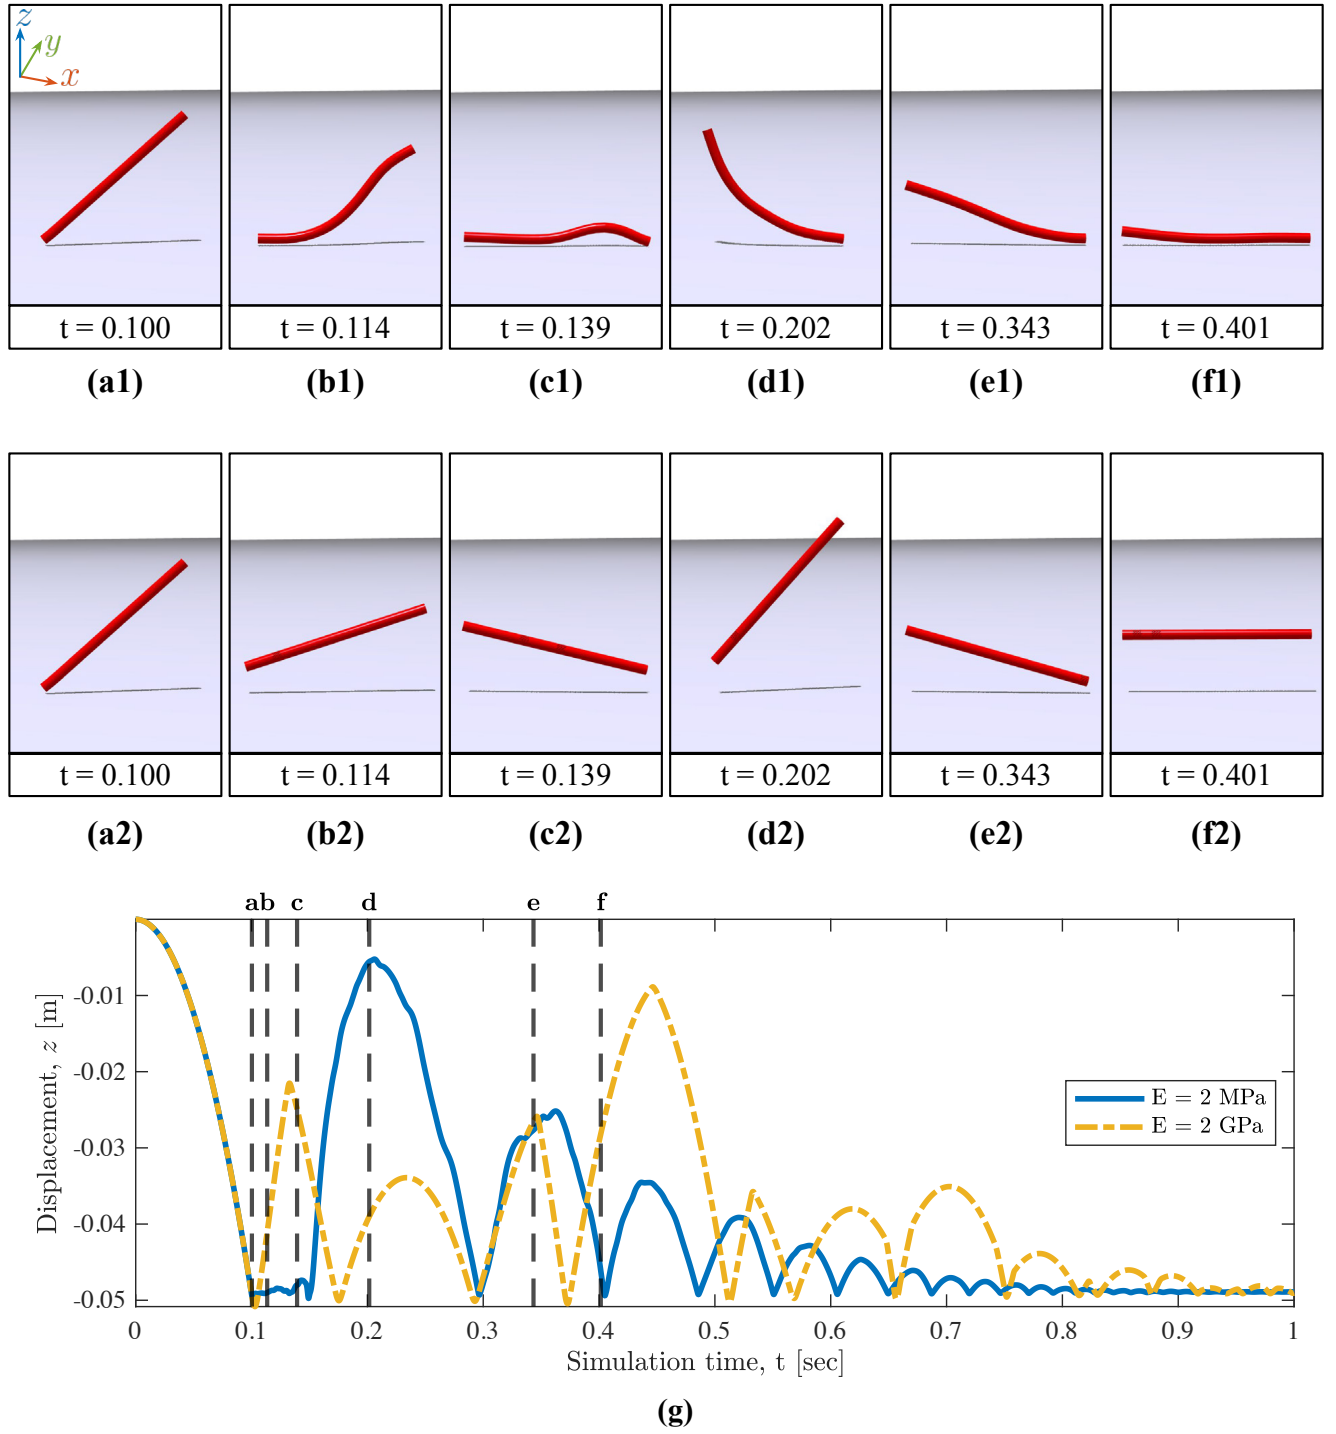 z
y
x
t = 0.100 t = 0.114 t = 0.139 t = 0.202 t = 0.343 t = 0.401
(a1) (b1) (c1) (d1) (e1) (f1)
t = 0.100 t = 0.114 t = 0.139 t = 0.202 t = 0.343 t = 0.401
(a2) (b2) (c2) (d2) (e2) (f2)
a b c d e f
Displacement, z [m]
-0.01
-0.02
-0.03
-0.04
-0.05
E = 2 MPa
E = 2 GPa
0 0.1 0.2 0.3 0.4 0.5 0.6 0.7 0.8 0.9 1
Simulation time, t [sec]
(g)